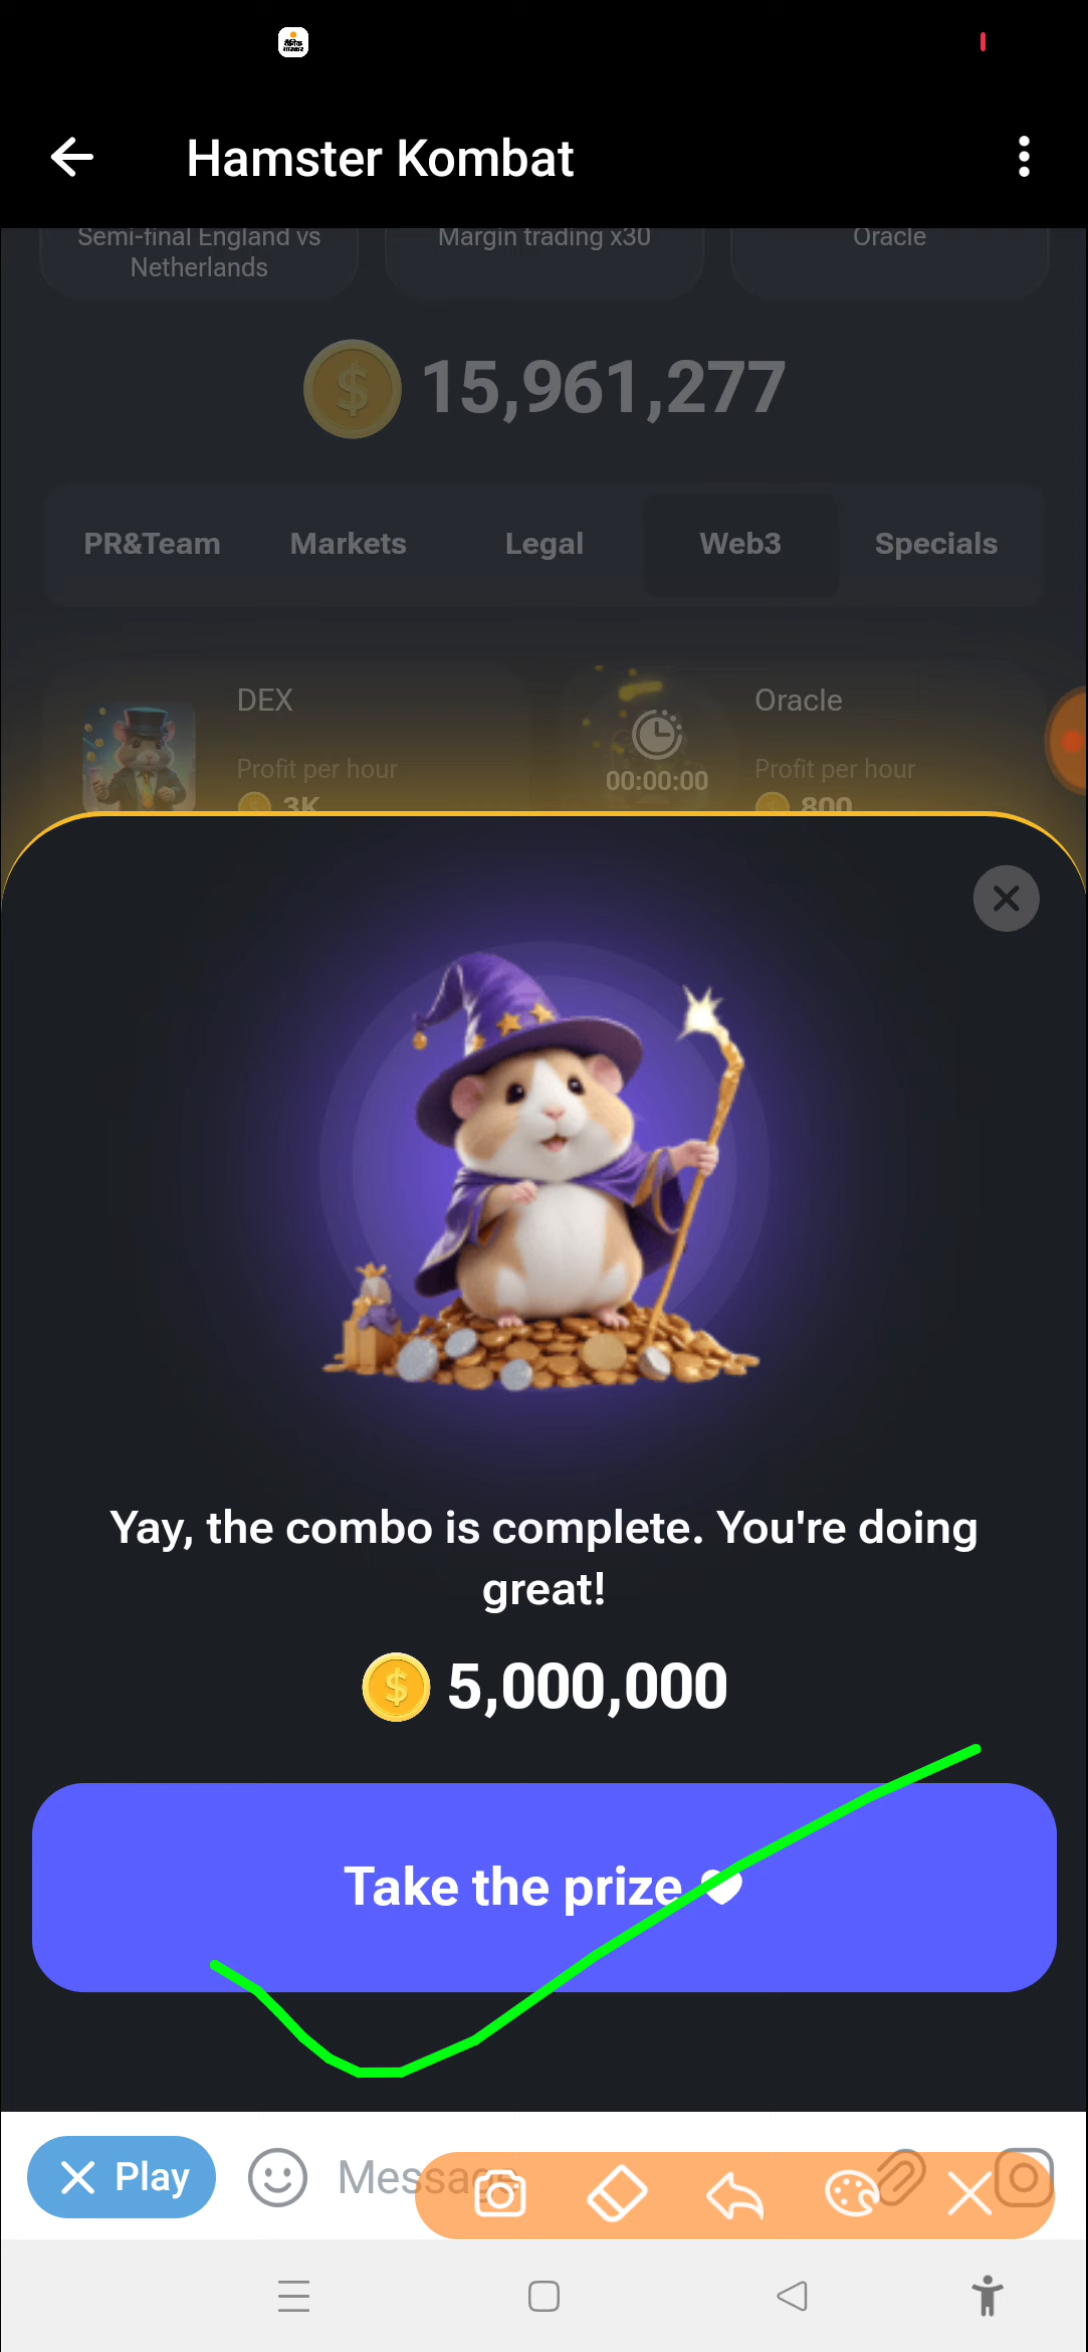 Hamster Kombat
Semi-final England vs
Netherlands
Margin trading x30
Oracle
15,961,277
PR&Team
Markets
Legal
Web3
Specials
DEX
Profit per hour
3K
00:00:00
Oracle
Profit per hour
800
Yay, the combo is complete. You're doing
great!
5,000,000
Take the prize
Play
Message